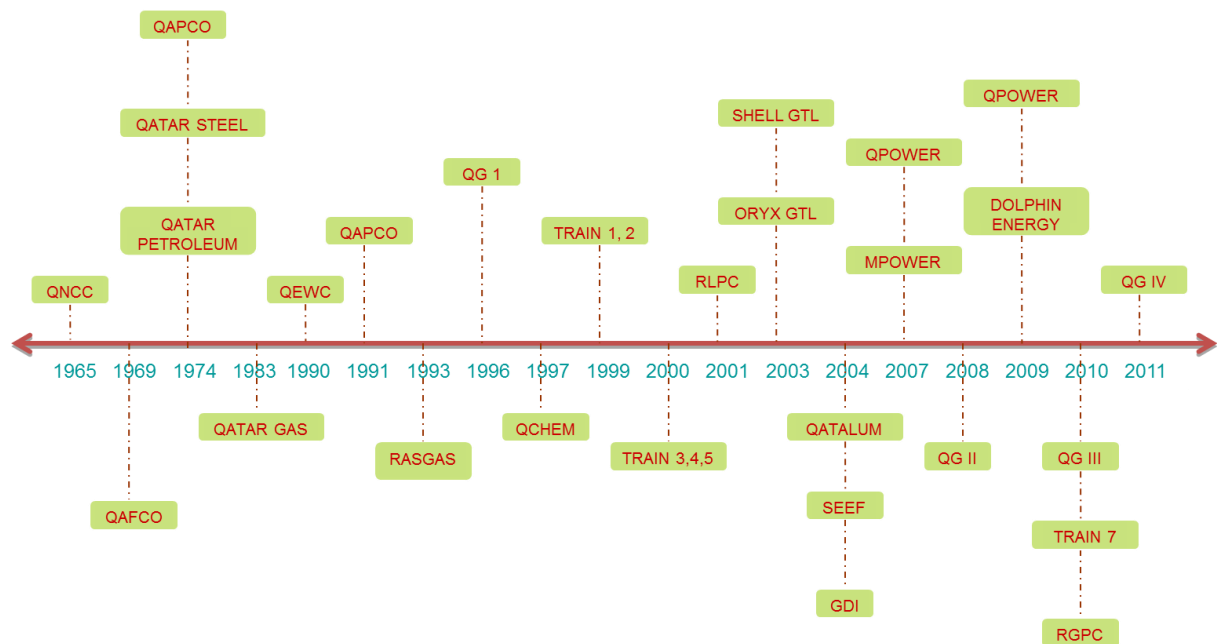 QAPCO
QATAR STEEL
QATAR
PETROLEUM
QNCC
QEWC
QAPCO
QG 1
TRAIN 1, 2
RLPC
SHELL GTL
ORYX GTL
QPOWER
MPOWER
QPOWER
DOLPHIN
ENERGY
QG IV
1965 1969 1974 1983 1990 1991 1993 1996 1997 1999 2000 2001 2003 2004 2007 2008 2009 2010 2011
QAFCO
QATAR GAS
RASGAS
QCHEM
TRAIN 3,4,5
QATALUM
SEEF
GDI
QG II
QG III
TRAIN 7
RGPC